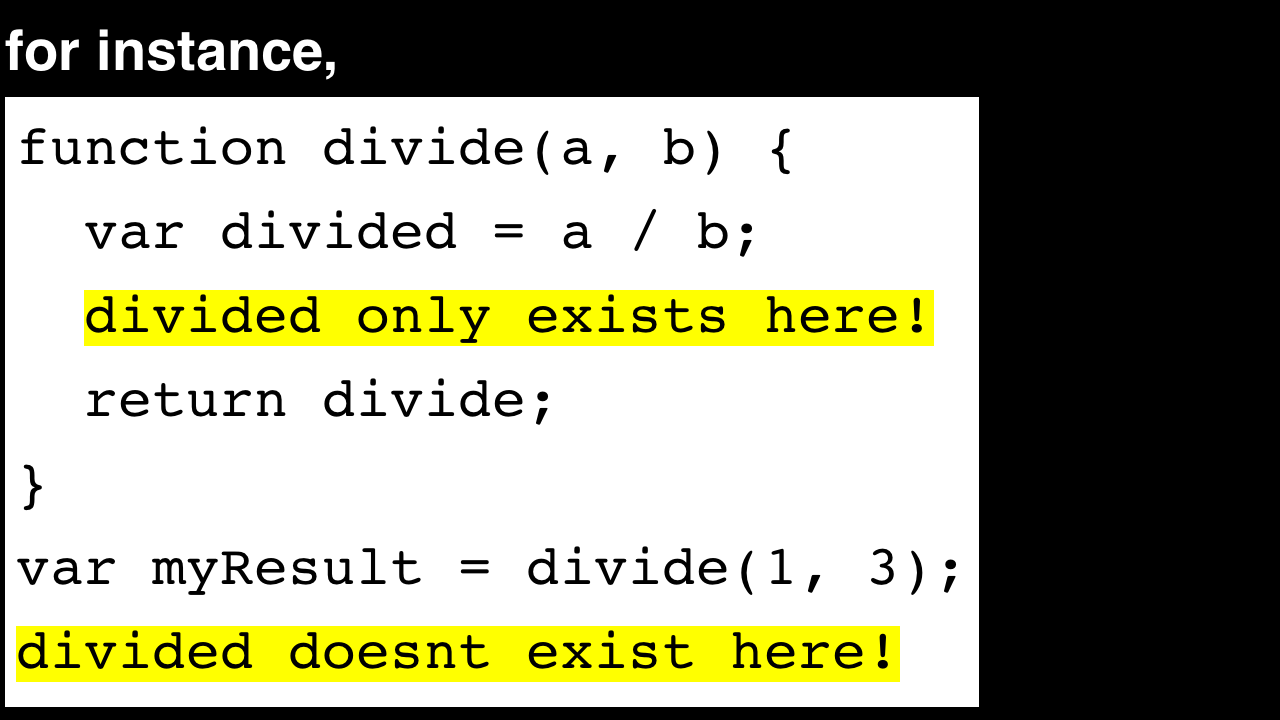 for instance,
function divide(a, b) {
var divided = a / b;
divided only exists here!
return divide;
}
var myResult = divide(1, 3);
divided doesnt exist here!